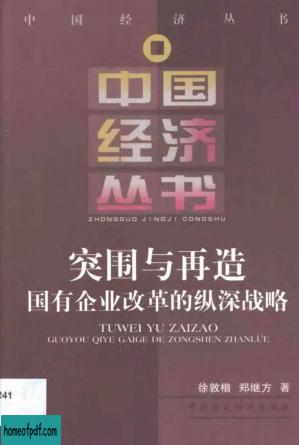 中国经济丛书
中国
经济
丛书
ZHONGGUO JINGJI CONGSHU
突围与再造
国有企业改革的纵深战略
TUWEI YU ZAIZAO
GUOYOU QIYE GAIGE DE ZONGSHEN ZHANLÜE
徐敦楷 郑继方 著
241
homeofpdf.com